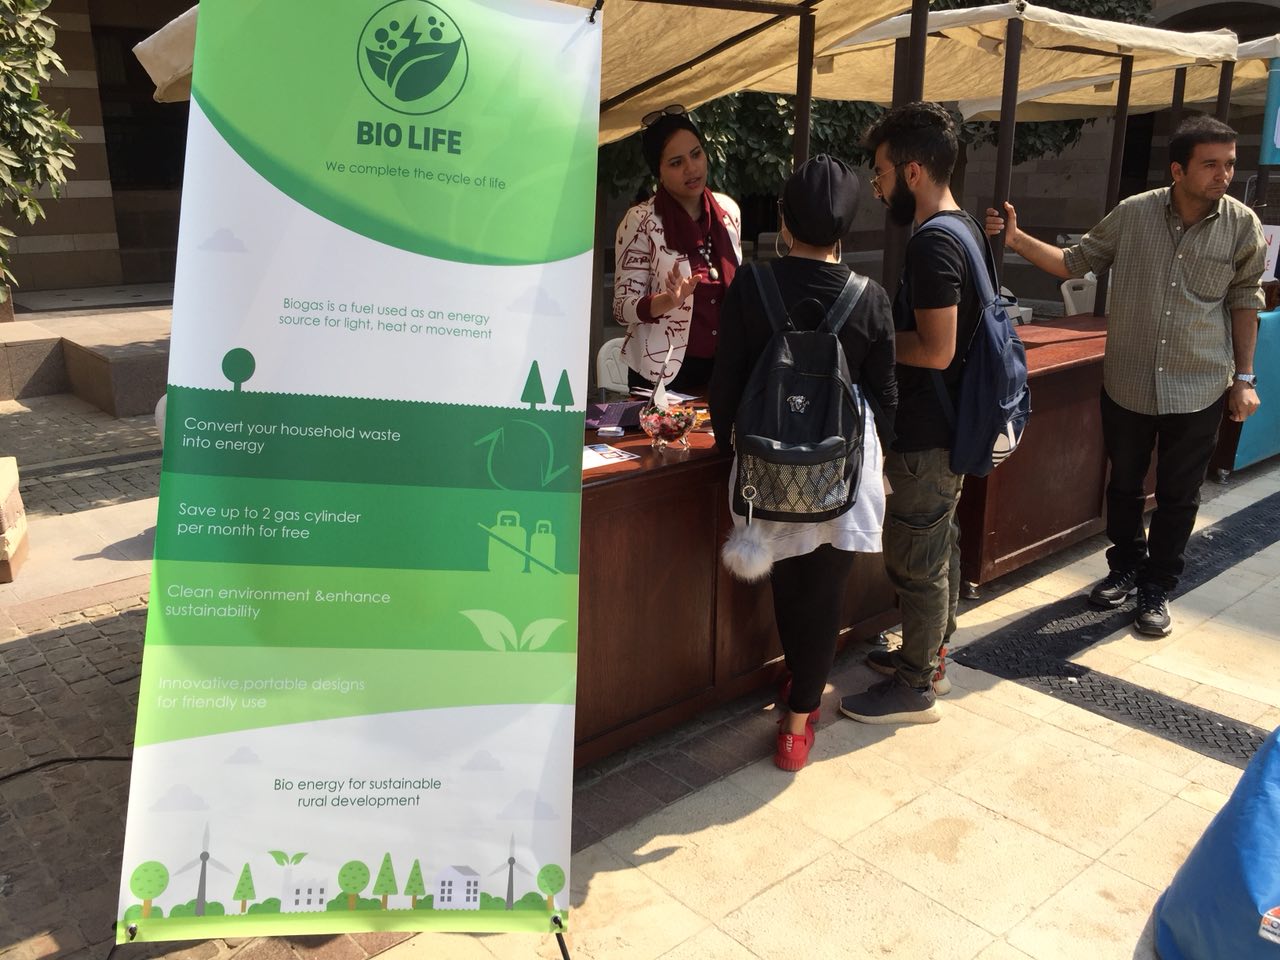 BIO LIFE
We complete the cycle of life
Biogas is a fuel used as an energy
source for light, heat or movement
Convert your household waste
into energy
Save up to 2 gas cylinder
per month for free
Clean environment &enhance
sustainability
Innovative,portable designs
for friendly use
Bio energy for sustainable
rural development